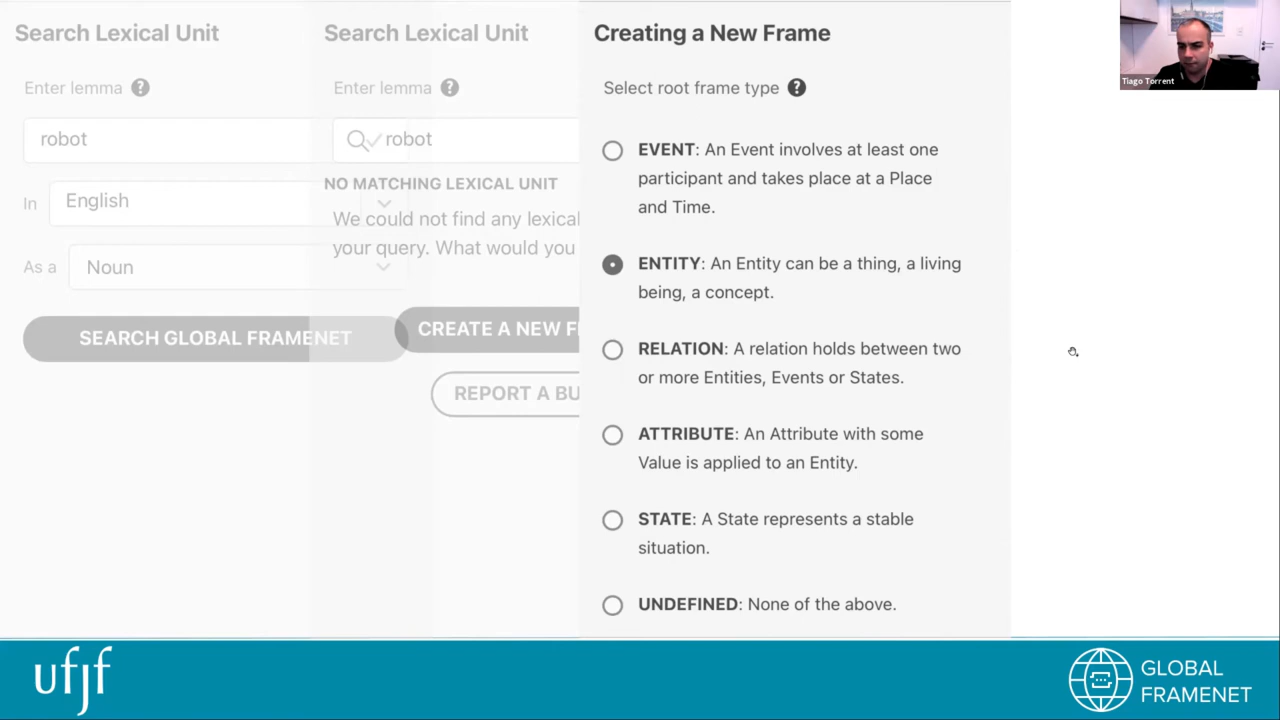 Search Lexical Unit
Enter lemma ?
robot
In English
As a Noun
SEARCH GLOBAL FRAMENET
Search Lexical Unit
Enter lemma ?
robot
NO MATCHING LEXICAL UNIT
We could not find any lexical
your query. What would you
CREATE A NEW F
REPORT A BU
Creating a New Frame
Select root frame type ?
EVENT: An Event involves at least one
participant and takes place at a Place
and Time.
ENTITY: An Entity can be a thing, a living
being, a concept.
RELATION: A relation holds between two
or more Entities, Events or States.
ATTRIBUTE: An Attribute with some
Value is applied to an Entity.
STATE: A State represents a stable
situation.
UNDEFINED: None of the above.
Tiago Torrent
ufjf
GLOBAL
FRAMENET